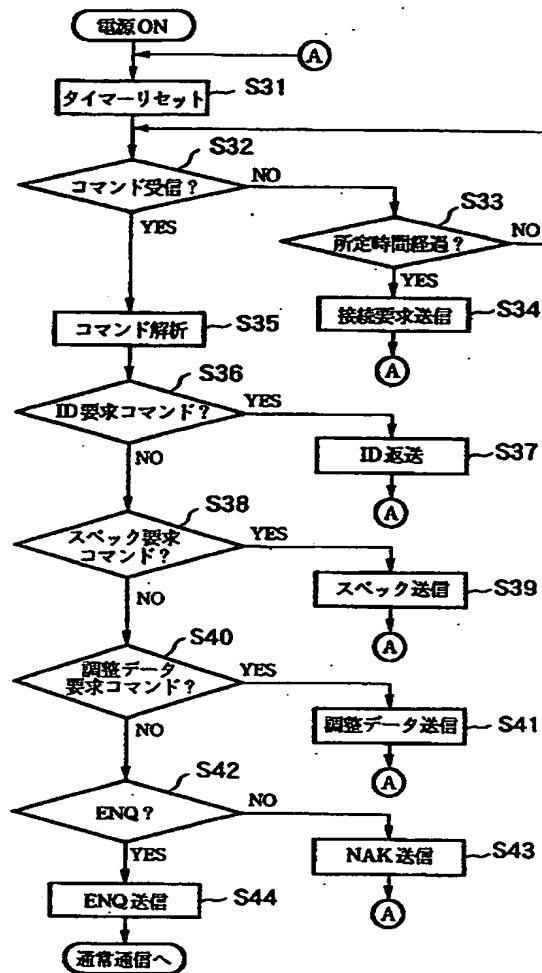 電源ON
A
タイマーリセット
S31
S32
コマンド受信？
NO
YES
S33
所定時間経過？
NO
YES
接続要求送信
S34
A
コマンド解析
S35
S36
ID要求コマンド？
YES
NO
ID返送
S37
A
S38
スペック要求
コマンド？
YES
NO
スペック送信
S39
A
S40
調整データ
要求コマンド？
YES
NO
調整データ送信
S41
A
S42
ENQ？
NO
YES
NAK送信
S43
A
ENQ送信
S44
通常通信へ